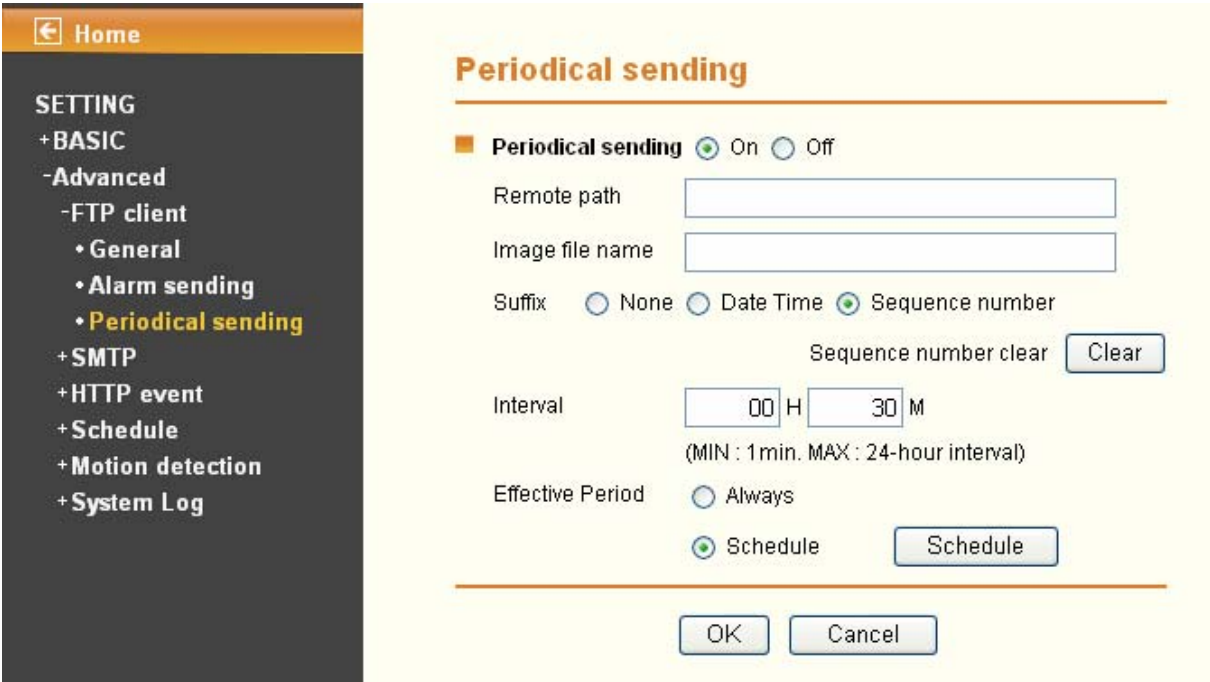 Home
SETTING
+BASIC
-Advanced
-FTP client
•General
•Alarm sending
•Periodical sending
+SMTP
+HTTP event
+Schedule
+Motion detection
+System Log
Periodical sending
Periodical sending On Off
Remote path
Image file name
Suffix None Date Time Sequence number
Sequence number clear Clear
Interval 00 H 30 M
(MIN : 1min. MAX : 24-hour interval)
Effective Period Always
Schedule Schedule
OK Cancel